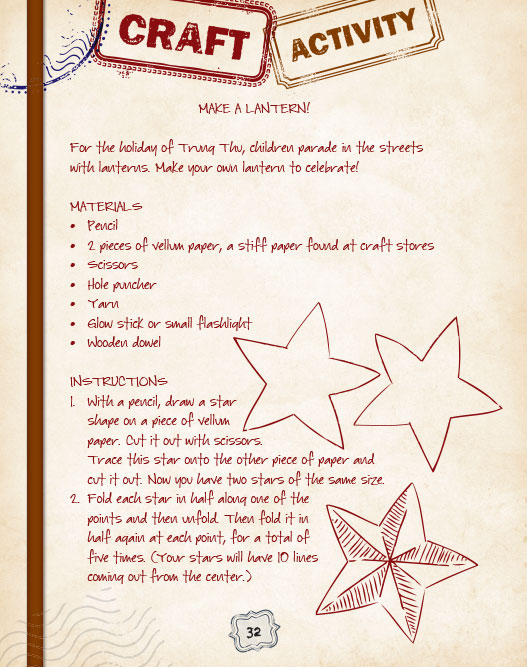 CRAFT
ACTIVITY
MAKE A LANTERN!
For the holiday of Trung Thu, children parade in the streets
with lanterns. Make your own lantern to celebrate!
MATERIALS
• Pencil
• 2 pieces of vellum paper, a stiff paper found at craft stores
• Scissors
• Hole puncher
• Yarn
• Glow stick or small flashlight
• Wooden dowel
INSTRUCTIONS
1. With a pencil, draw a star
shape on a piece of vellum
paper. Cut it out with scissors.
Trace this star onto the other piece of paper and
cut it out. Now you have two stars of the same size.
2. Fold each star in half along one of the
points and then unfold. Then fold it in
half again at each point, for a total of
five times. (Your stars will have 10 lines
coming out from the center.)
32